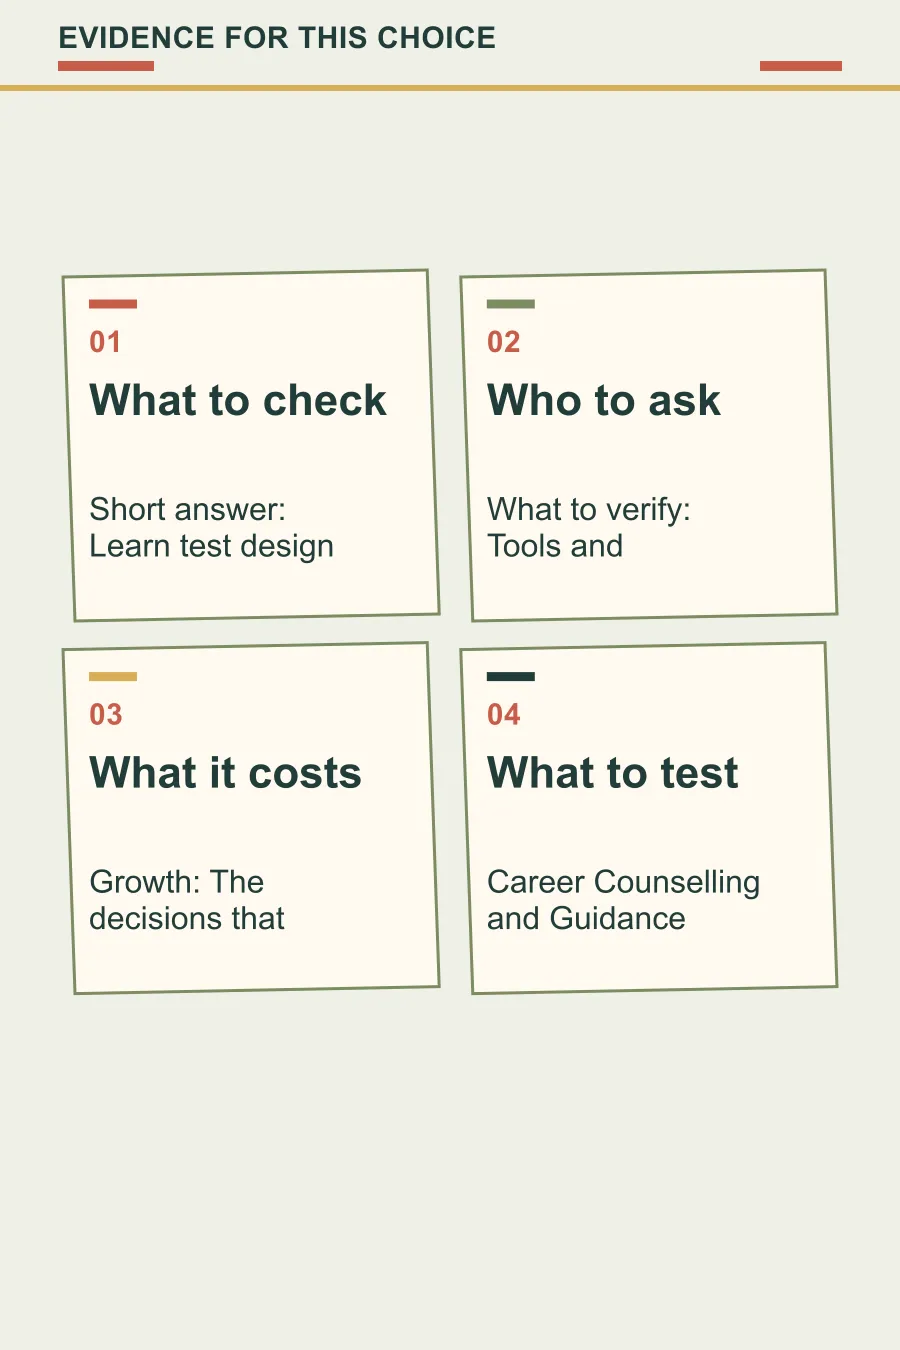 EVIDENCE FOR THIS CHOICE
01
What to check
Short answer:
Learn test design
02
Who to ask
What to verify:
Tools and
03
What it costs
Growth: The
decisions that
04
What to test
Career Counselling
and Guidance